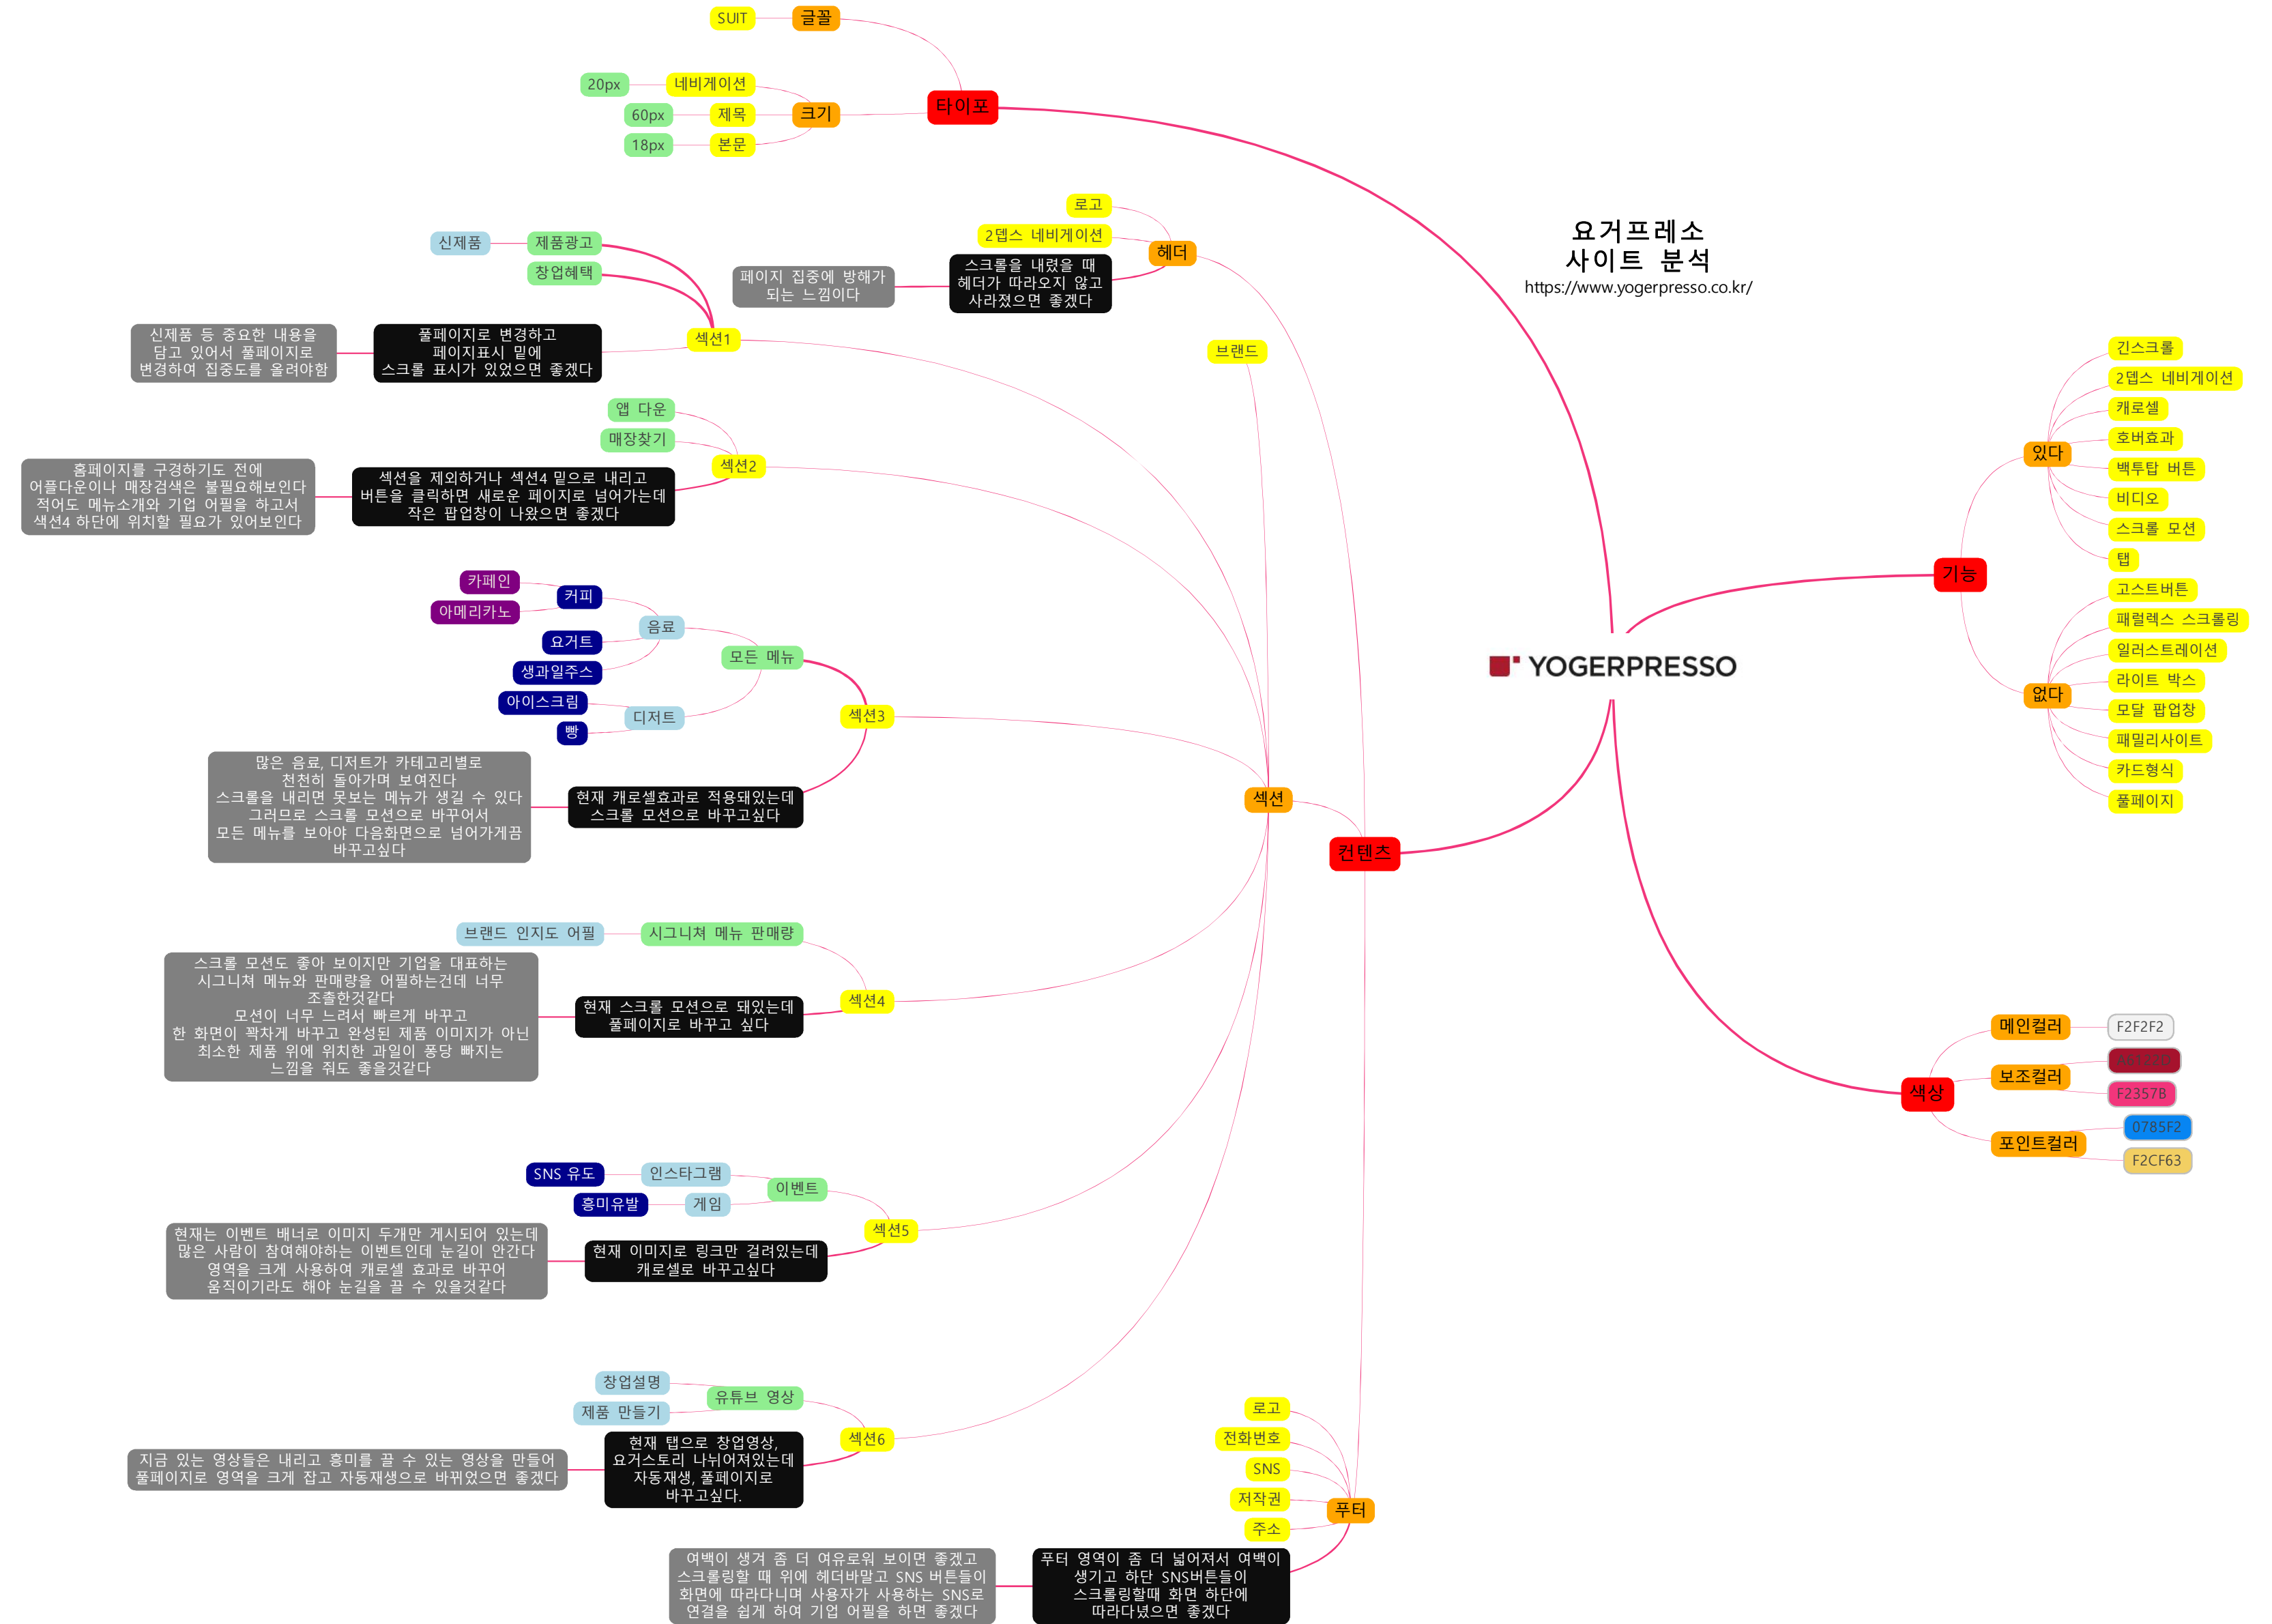 요거프레소
사이트 분석
https://www.yogerpresso.co.kr/
YOGERPRESSO
타이포
글꼴
SUIT
크기
네비게이션
20px
제목
60px
본문
18px
컨텐츠
헤더
로고
2뎁스 네비게이션
스크롤을 내렸을 때
헤더가 따라오지 않고
사라졌으면 좋겠다
페이지 집중에 방해가
되는 느낌이다
섹션
브랜드
섹션1
제품광고
신제품
창업혜택
풀페이지로 변경하고
페이지표시 밑에
스크롤 표시가 있었으면 좋겠다
신제품 등 중요한 내용을
담고 있어서 풀페이지로
변경하여 집중도를 올려야함
섹션2
앱 다운
매장찾기
섹션을 제외하거나 섹션4 밑으로 내리고
버튼을 클릭하면 새로운 페이지로 넘어가는데
작은 팝업창이 나왔으면 좋겠다
홈페이지를 구경하기도 전에
어플다운이나 매장검색은 불필요해보인다
적어도 메뉴소개와 기업 어필을 하고서
색션4 하단에 위치할 필요가 있어보인다
섹션3
모든 메뉴
음료
커피
카페인
아메리카노
요거트
생과일주스
디저트
아이스크림
빵
현재 캐로셀효과로 적용돼있는데
스크롤 모션으로 바꾸고싶다
많은 음료, 디저트가 카테고리별로
천천히 돌아가며 보여진다
스크롤을 내리면 못보는 메뉴가 생길 수 있다
그러므로 스크롤 모션으로 바꾸어서
모든 메뉴를 보아야 다음화면으로 넘어가게끔
바꾸고싶다
섹션4
시그니쳐 메뉴 판매량
브랜드 인지도 어필
현재 스크롤 모션으로 돼있는데
풀페이지로 바꾸고 싶다
스크롤 모션도 좋아 보이지만 기업을 대표하는
시그니쳐 메뉴와 판매량을 어필하는건데 너무
조촐한것같다
모션이 너무 느려서 빠르게 바꾸고
한 화면이 꽉차게 바꾸고 완성된 제품 이미지가 아닌
최소한 제품 위에 위치한 과일이 퐁당 빠지는
느낌을 줘도 좋을것같다
섹션5
이벤트
인스타그램
SNS 유도
게임
흥미유발
현재 이미지로 링크만 걸려있는데
캐로셀로 바꾸고싶다
현재는 이벤트 배너로 이미지 두개만 게시되어 있는데
많은 사람이 참여해야하는 이벤트인데 눈길이 안간다
영역을 크게 사용하여 캐로셀 효과로 바꾸어
움직이기라도 해야 눈길을 끌 수 있을것같다
섹션6
유튜브 영상
창업설명
제품 만들기
현재 탭으로 창업영상,
요거스토리 나뉘어져있는데
자동재생, 풀페이지로
바꾸고싶다.
지금 있는 영상들은 내리고 흥미를 끌 수 있는 영상을 만들어
풀페이지로 영역을 크게 잡고 자동재생으로 바뀌었으면 좋겠다
푸터
로고
전화번호
SNS
저작권
주소
푸터 영역이 좀 더 넓어져서 여백이
생기고 하단 SNS버튼들이
스크롤링할때 화면 하단에
따라다녔으면 좋겠다
여백이 생겨 좀 더 여유로워 보이면 좋겠고
스크롤링할 때 위에 헤더바말고 SNS 버튼들이
화면에 따라다니며 사용자가 사용하는 SNS로
연결을 쉽게 하여 기업 어필을 하면 좋겠다
기능
있다
긴스크롤
2뎁스 네비게이션
캐로셀
호버효과
백투탑 버튼
비디오
스크롤 모션
탭
없다
고스트버튼
패럴렉스 스크롤링
일러스트레이션
라이트 박스
모달 팝업창
패밀리사이트
카드형식
풀페이지
색상
메인컬러
F2F2F2
보조컬러
F2357B
포인트컬러
0785F2
F2CF63